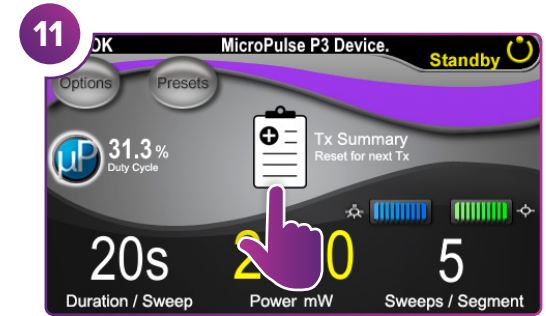 11
OK
MicroPulse P3 Device.
Standby
Options
Presets
µP
31.3 %
Duty Cycle
Tx Summary
Reset for next Tx
20s
5
Duration / Sweep
Power mW
Sweeps / Segment